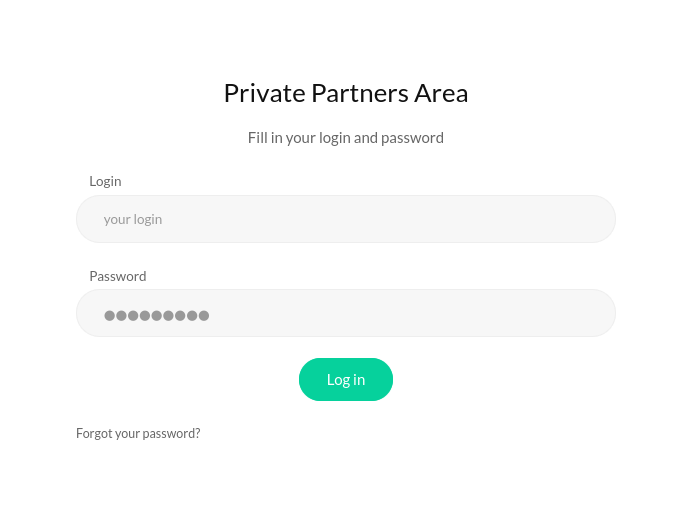 Private Partners Area
Fill in your login and password
Login
your login
Password
●●●●●●●●●
Log in
Forgot your password?